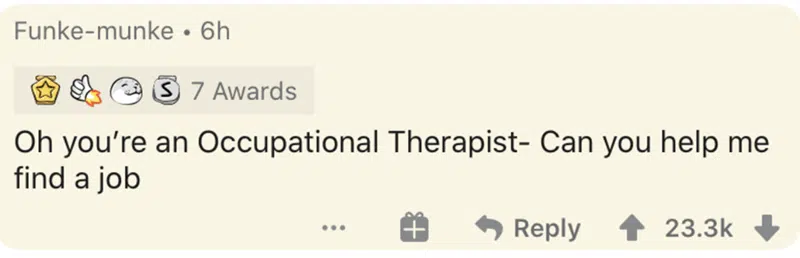 Funke-munke • 6h
7 Awards
Oh you're an Occupational Therapist- Can you help me
find a job
... Reply 23.3k